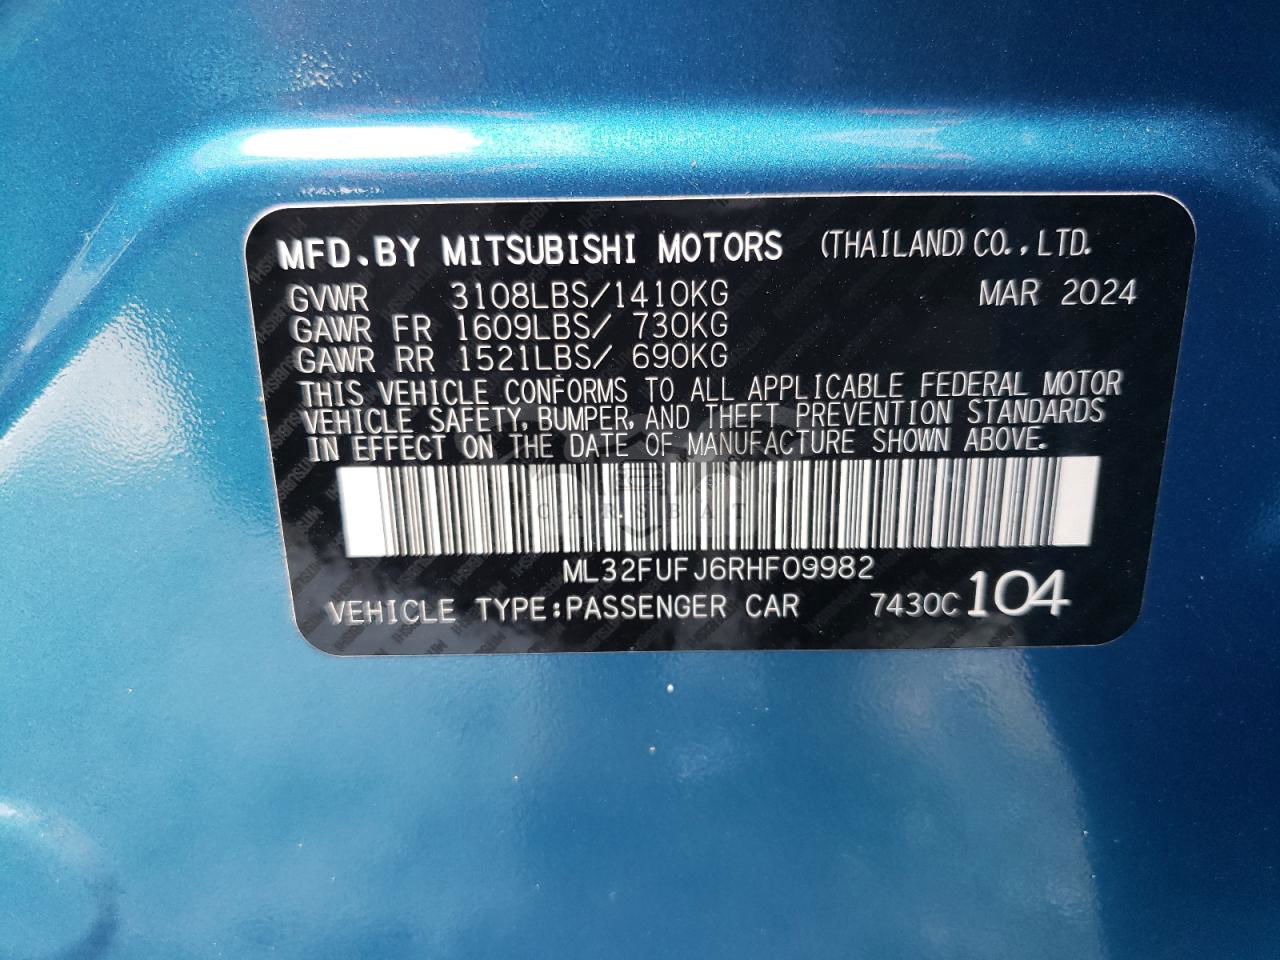 MFD.BY MITSUBISHI MOTORS (THAILAND) CO.,LTD.
GVWR 3108LBS/1410KG MAR 2024
GAWR FR 1609LBS/ 730KG
GAWR RR 1521LBS/ 690KG
THIS VEHICLE CONFORMS TO ALL APPLICABLE FEDERAL MOTOR
VEHICLE SAFETY, BUMPER, AND THEFT PREVENTION STANDARDS
IN EFFECT ON THE DATE OF MANUFACTURE SHOWN ABOVE.
CARSBAT
ML32FUFJ6RHF09982
VEHICLE TYPE:PASSENGER CAR 7430C 104